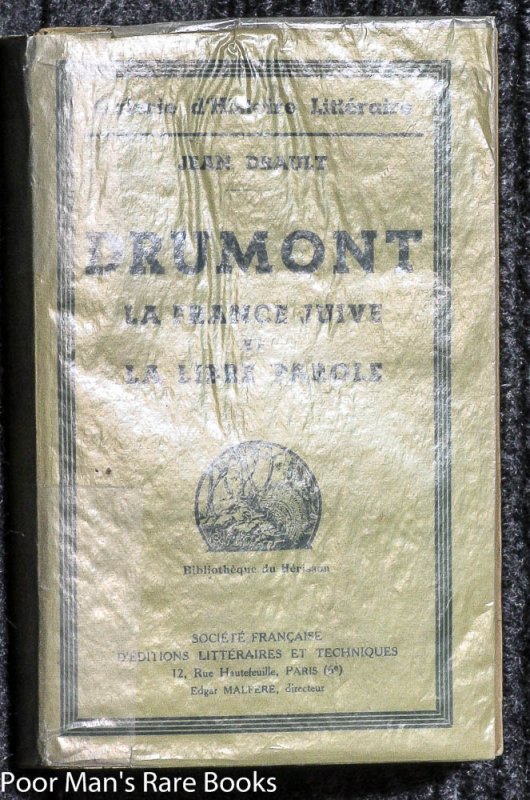 Galerie d'Histoire Littéraire
JEAN DRAULT
DRUMONT
LA FRANCE JUIVE
ET
LA LIBRE PAROLE
Bibliothèque du Hérisson
SOCIÉTÉ FRANÇAISE
D'ÉDITIONS LITTÉRAIRES ET TECHNIQUES
12, Rue Hautefeuille, PARIS (6e)
Edgar MALFÈRE, directeur
Poor Man's Rare Books